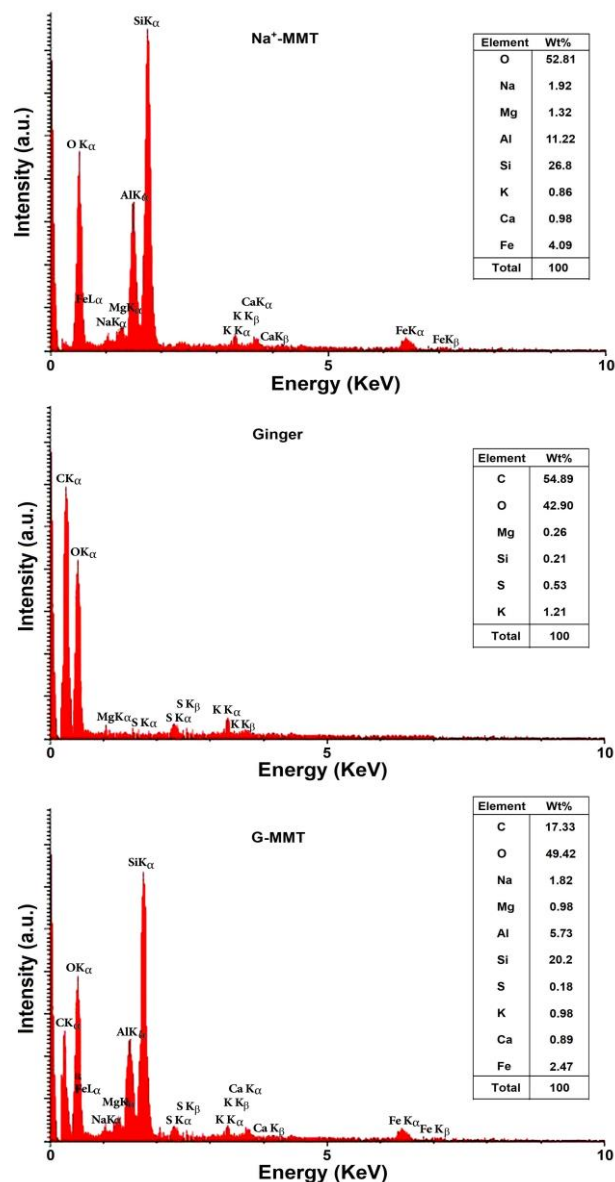 Na⁺-MMT
SiKα
O Kα
AlKα
FeLα
MgKα
NaKα
CaKα
K Kβ
K Kα
CaKβ
FeKα
FeKβ
Intensity (a.u.)
0 5 10
Energy (KeV)
Element Wt%
O 52.81
Na 1.92
Mg 1.32
Al 11.22
Si 26.8
K 0.86
Ca 0.98
Fe 4.09
Total 100
Ginger
CKα
OKα
MgKα
S Kα
S Kβ
S Kα
K Kα
K Kβ
Intensity (a.u.)
0 5 10
Energy (KeV)
Element Wt%
C 54.89
O 42.90
Mg 0.26
Si 0.21
S 0.53
K 1.21
Total 100
G-MMT
SiKα
OKα
CKα
AlKα
α
FeLα
MgKα
NaKα
S Kβ
S Kα
Ca Kα
K Kβ
K Kα
Ca Kβ
Fe Kα
Fe Kβ
Intensity (a.u.)
0 5 10
Energy (KeV)
Element Wt%
C 17.33
O 49.42
Na 1.82
Mg 0.98
Al 5.73
Si 20.2
S 0.18
K 0.98
Ca 0.89
Fe 2.47
Total 100